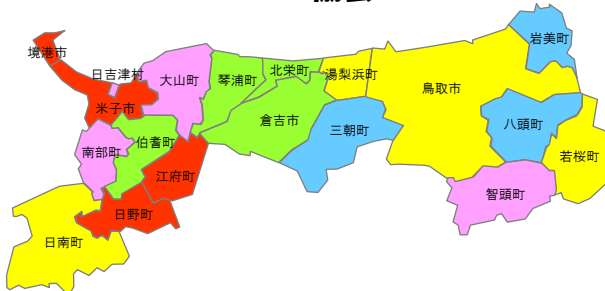 岩美町
境港市
日吉津村
大山町
琴浦町
北栄町
湯梨浜町
鳥取市
米子市
倉吉市
三朝町
八頭町
南部町
伯耆町
若桜町
江府町
智頭町
日野町
日南町